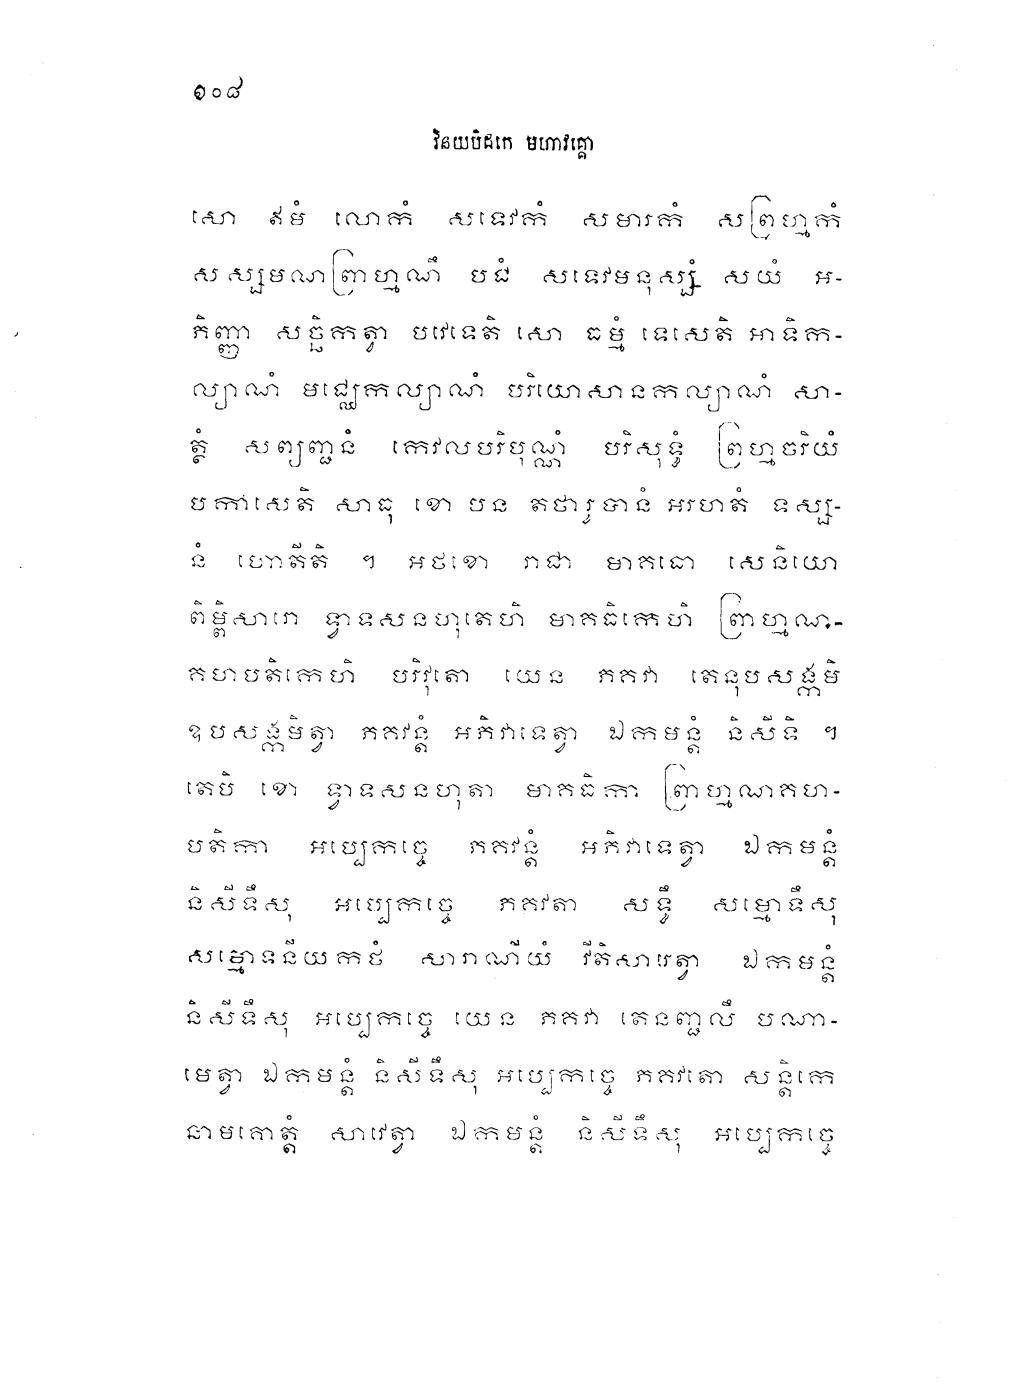 ១០៨
វិនយបិដកេ មហាវគ្គោ
សោ ឥមំ លោកំ សទេវកំ សមារកំ សព្រហ្មកំ
សស្សមណព្រាហ្មណឹ បជំ សទេវមនុស្សំ សយំ អ-
ភិញ្ញា សច្ឆិកត្វា បវេទេតិ សោ ធម្មំ ទេសេតិ អាទិក-
ល្យាណំ មជ្ឈេកល្យាណំ បរិយោសានកល្យាណំ សា-
ត្ថំ សព្យញ្ជនំ កេវលបរិបុណ្ណំ បរិសុទ្ធំ ព្រហ្មចរិយំ
បកាសេតិ សាធុ ខោ បន តថារូបានំ អរហតំ ទស្ស-
នំ ហោតីតិ ។ អថខោ រាជា មាគធោ សេនិយោ
ពិម្ពិសារោ ទ្វាទសនហុតេហិ មាគធិកេហិ ព្រាហ្មណ-
គហបតិកេហិ បរិវុតោ យេន ភគវា តេនុបសង្កមិ
ឧបសង្កមិត្វា ភគវន្តំ អភិវាទេត្វា ឯកមន្តំ និសីទិ ។
តេបិ ខោ ទ្វាទសនហុតា មាគធិកា ព្រាហ្មណគហ-
បតិកា អប្បេកច្ចេ ភគវន្តំ អភិវាទេត្វា ឯកមន្តំ
និសីទឹសុ អប្បេកច្ចេ ភគវតា សទ្ធឹ សម្មោទឹសុ
សម្មោទនីយកថំ សារាណីយំ វីតិសារេត្វា ឯកមន្តំ
និសីទឹសុ អប្បេកច្ចេ យេន ភគវា តេនញ្ជលឹ បណា-
មេត្វា ឯកមន្តំ និសីទឹសុ អប្បេកច្ចេ ភគវតោ សន្តិកេ
នាមគោត្តំ សាវេត្វា ឯកមន្តំ និសីទឹសុ អប្បេកច្ចេ